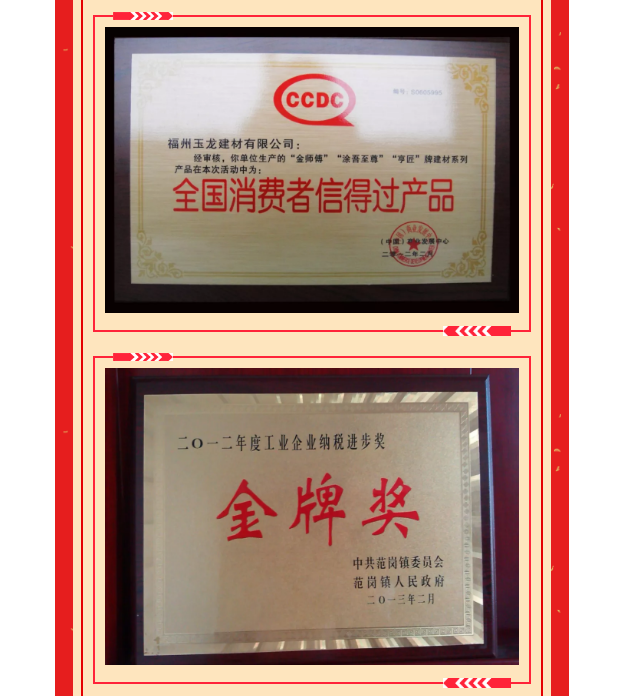 CCDC
福州玉龙建材有限公司：
经审核，你单位生产的“金师傅”“涂吾至尊”“亨匠”牌建材系列
产品在本次活动中为：
全国消费者信得过产品
二〇一二年度工业企业纳税进步奖
金牌奖
中共范岗镇委员会
范岗镇人民政府
二〇一三年二月